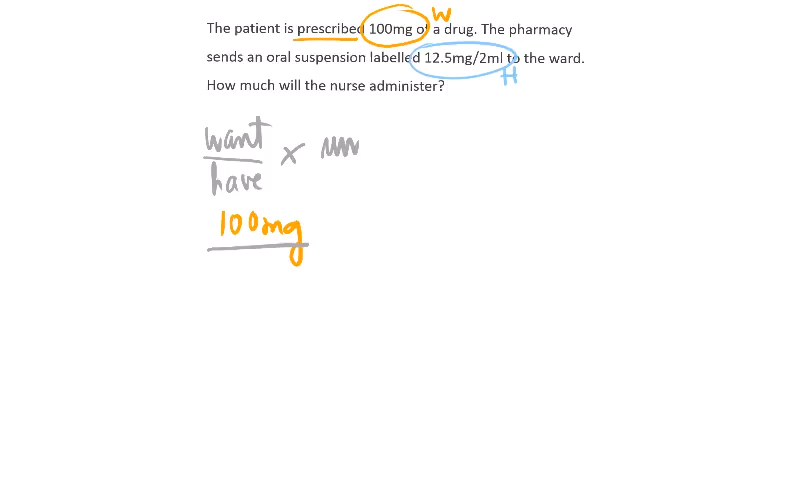 W
The patient is prescribed 100mg of a drug. The pharmacy
sends an oral suspension labelled 12.5mg/2ml to the ward.
H
How much will the nurse administer?
want
have
×
100mg